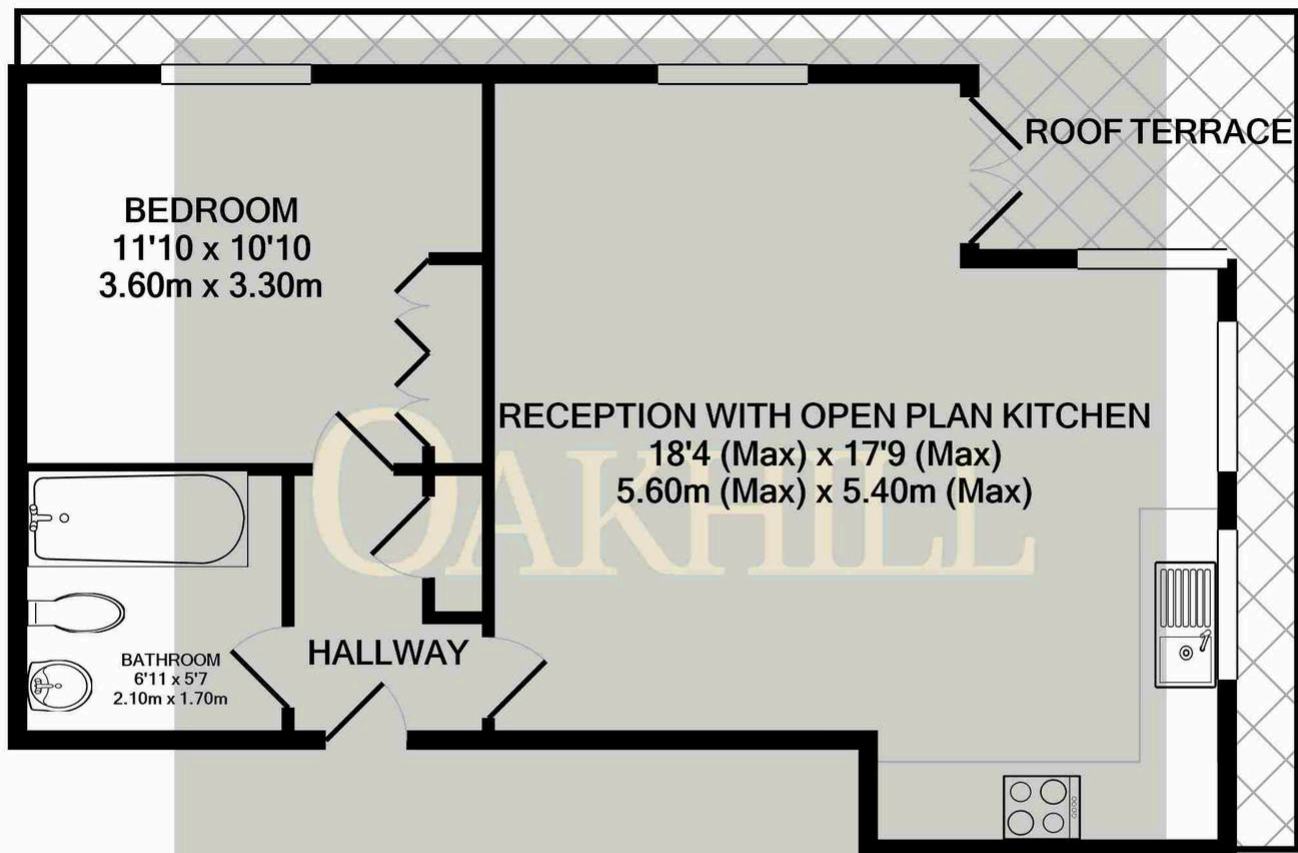 ROOF TERRACE
BEDROOM
11'10 x 10'10
3.60m x 3.30m
RECEPTION WITH OPEN PLAN KITCHEN
18'4 (Max) x 17'9 (Max)
5.60m (Max) x 5.40m (Max)
OAKHILL
HALLWAY
BATHROOM
6'11 x 5'7
2.10m x 1.70m